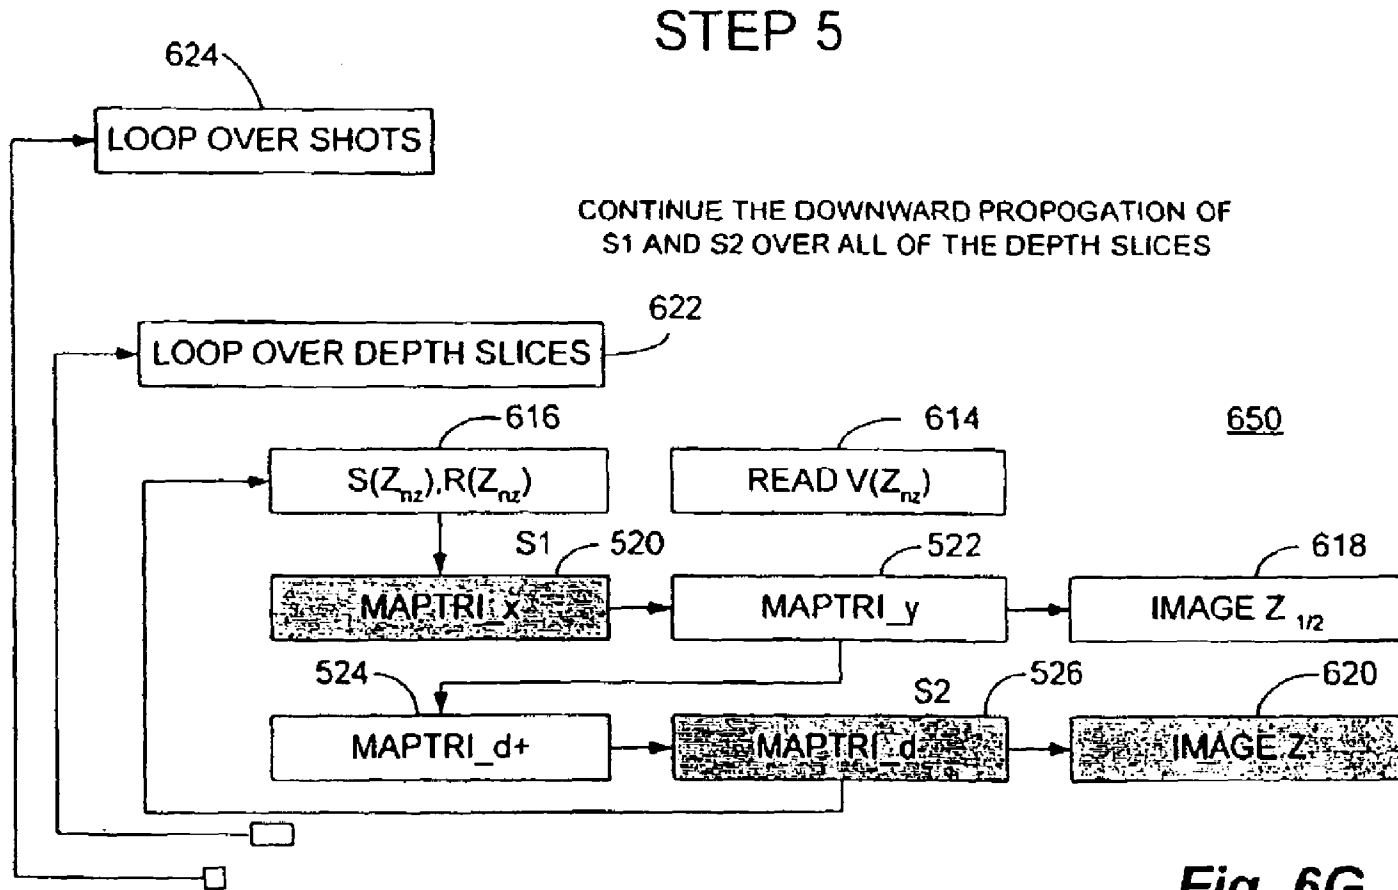 STEP 5
624
LOOP OVER SHOTS
CONTINUE THE DOWNWARD PROPOGATION OF
S1 AND S2 OVER ALL OF THE DEPTH SLICES
622
LOOP OVER DEPTH SLICES
616
614
650
S(Znz),R(Znz)
READ V(Znz)
S1
520
522
618
MAPTRI_x
MAPTRI_y
IMAGE Z 1/2
524
S2
526
620
MAPTRI_d+
MAPTRI_d-
IMAGE Z
Fig. 6G